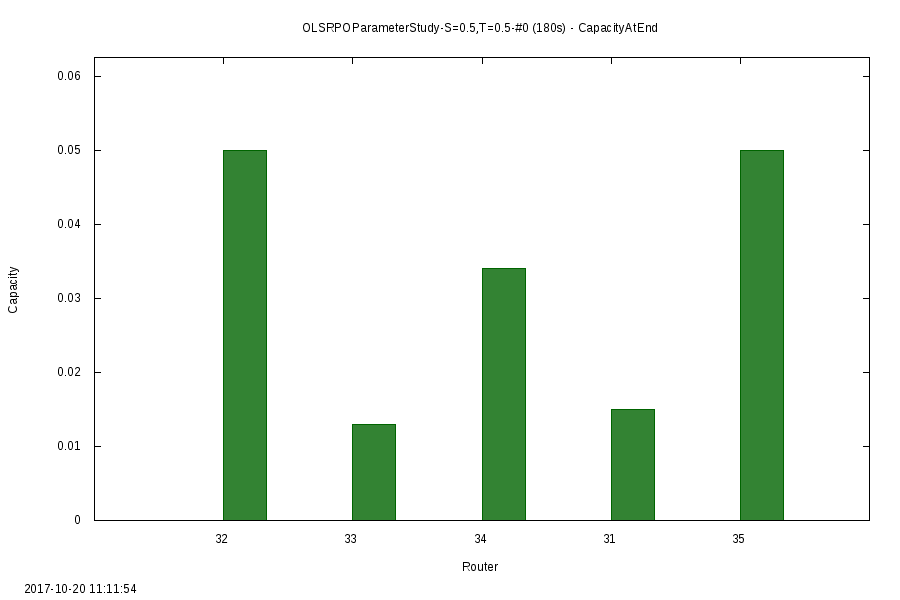 OLSRPOParameterStudy-S=0.5,T=0.5-#0 (180s) - CapacityAtEnd
0.06
0.05
0.04
0.03
0.02
0.01
0
Capacity
32 33 34 31 35
Router
2017-10-20 11:11:54